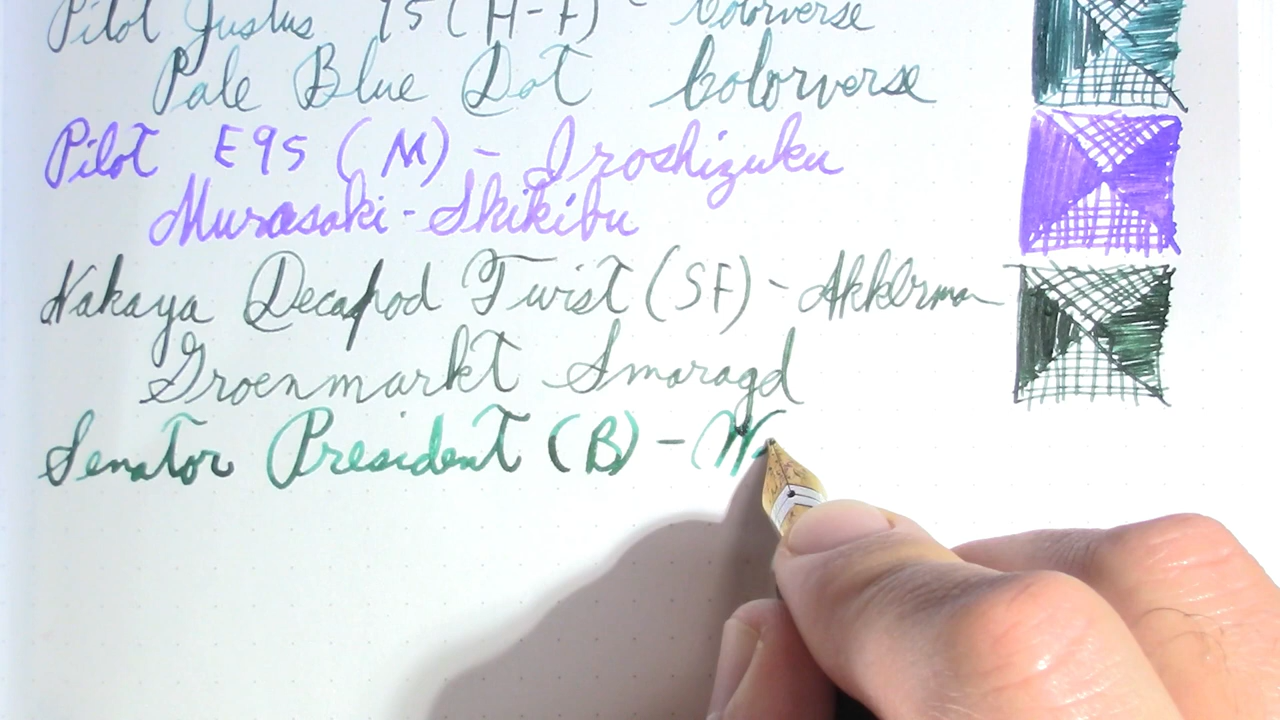 Pilot Justus 95 (H-F) - Colorverse
Pale Blue Dot Colorverse
Pilot E95 (M) - Iroshizuku
Murasaki-Shikibu
Nakaya Decapod Twist (SF) - Akkerman
Groenmarkt Smaragd
Senator President (B) - W